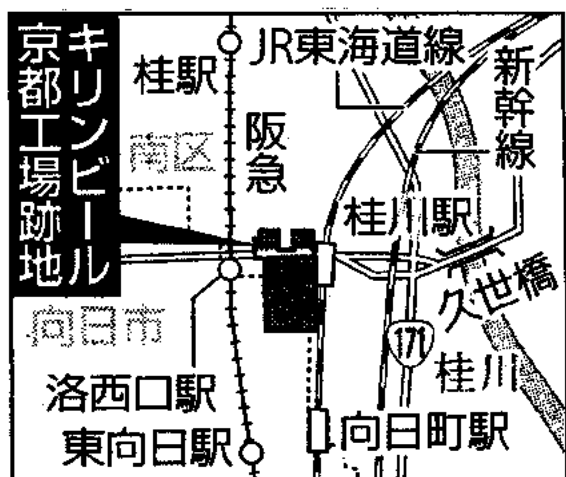 キリンビール
京都工場跡地
桂駅
JR東海道線
新幹線
南区
阪急
桂川駅
久世橋
向日市
171
桂川
洛西口駅
向日町駅
東向日駅